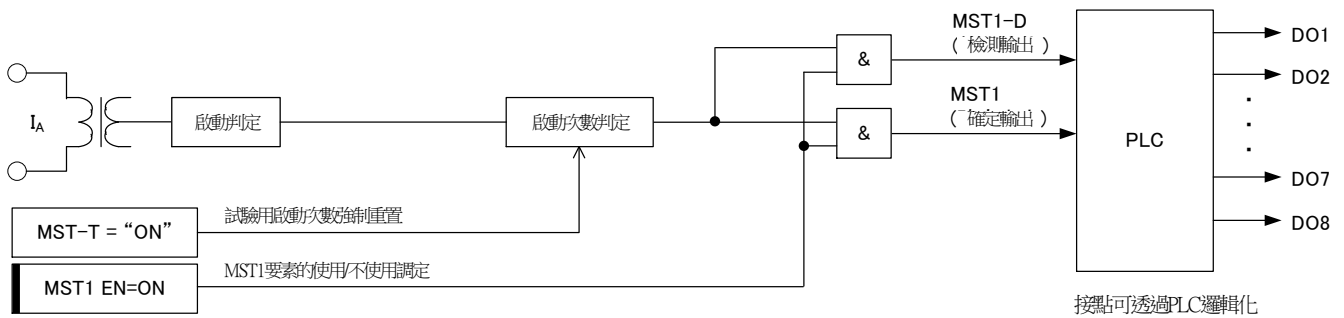 MST1-D
(檢測輸出)
DO1
&
DO2
MST1
(確定輸出)
I_A
啟動判定
啟動次數判定
&
PLC
DO7
試驗用啟動次數強制重置
MST-T = “ON”
DO8
MST1要素的使用/不使用調定
MST1 EN=ON
接點可透過PLC邏輯化